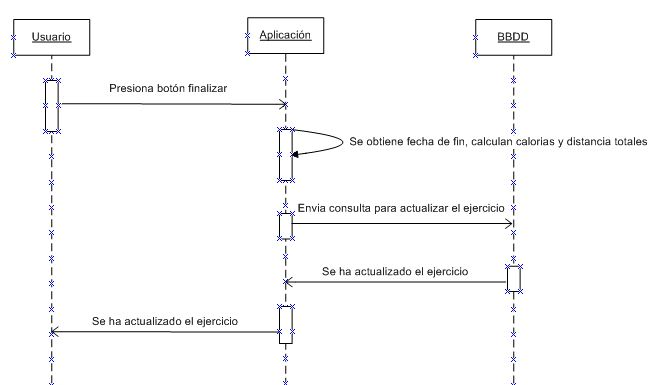 Usuario
Aplicación
BBDD
Presiona botón finalizar
Se obtiene fecha de fin, calculan calorias y distancia totales
Envia consulta para actualizar el ejercicio
Se ha actualizado el ejercicio
Se ha actualizado el ejercicio